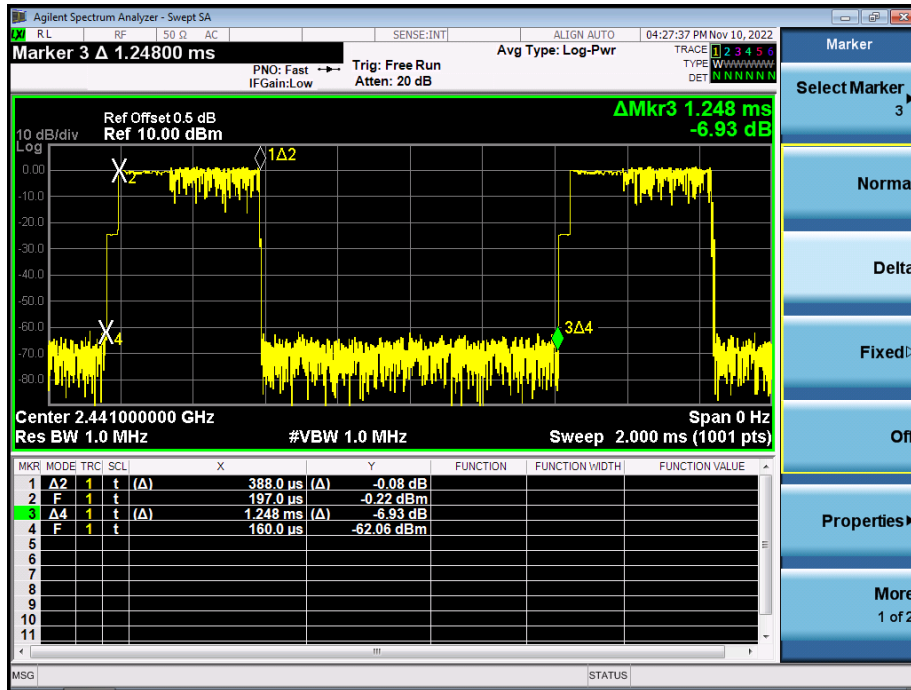 Agilent Spectrum Analyzer - Swept SA
LXI RL RF 50 Ω AC SENSE:INT ALIGN AUTO 04:27:37 PM Nov 10, 2022
Marker 3 Δ 1.24800 ms
PNO: Fast
IFGain:Low
Trig: Free Run
Atten: 20 dB
Avg Type: Log-Pwr
TRACE 1 2 3 4 5 6
TYPE W W W W W W
DET N N N N N N
ΔMkr3 1.248 ms
-6.93 dB
Ref Offset 0.5 dB
10 dB/div Ref 10.00 dBm
Log
0.00
-10.0
-20.0
-30.0
-40.0
-50.0
-60.0
-70.0
-80.0
1Δ2
2
3Δ4
4
Center 2.441000000 GHz Span 0 Hz
Res BW 1.0 MHz #VBW 1.0 MHz Sweep 2.000 ms (1001 pts)
MKR MODE TRC SCL X Y FUNCTION FUNCTION WIDTH FUNCTION VALUE
1 Δ2 1 t (Δ) 388.0 µs (Δ) -0.08 dB
2 F 1 t 197.0 µs -0.22 dBm
3 Δ4 1 t (Δ) 1.248 ms (Δ) -6.93 dB
4 F 1 t 160.0 µs -62.06 dBm
5
6
7
8
9
10
11
MSG STATUS
Marker
Select Marker
3
Norma
Delta
Fixed
Of
Properties
More
1 of 2